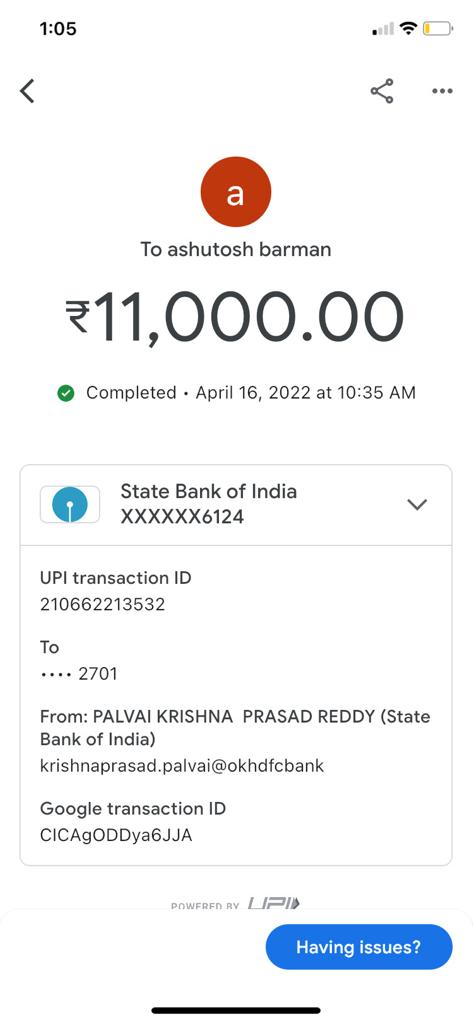 1:05
a
To ashutosh barman
₹11,000.00
Completed • April 16, 2022 at 10:35 AM
State Bank of India
XXXXXX6124
UPI transaction ID
210662213532
To
•••• 2701
From: PALVAI KRISHNA PRASAD REDDY (State
Bank of India)
krishnaprasad.palvai@okhdfcbank
Google transaction ID
CICAgODDya6JJA
POWERED BY UPI
Having issues?